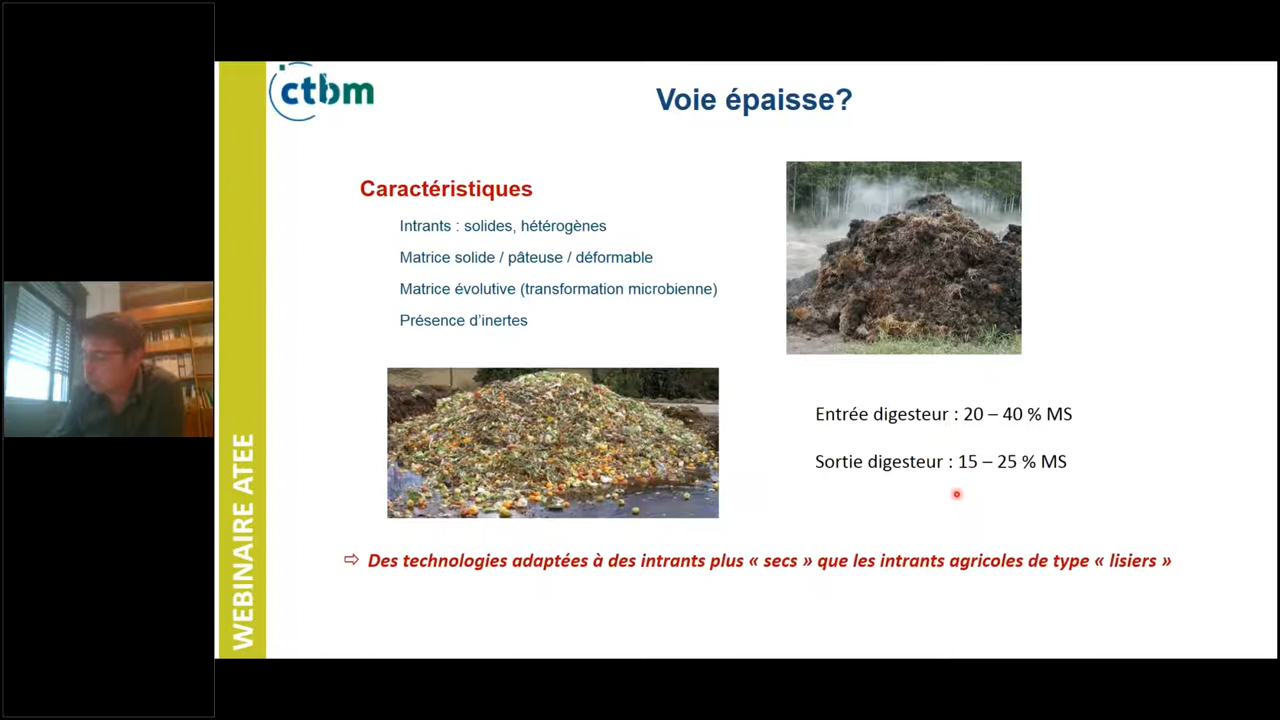 ctbm
Voie épaisse?
Caractéristiques
Intrants : solides, hétérogènes
Matrice solide / pâteuse / déformable
Matrice évolutive (transformation microbienne)
Présence d’inertes
Entrée digesteur : 20 – 40 % MS
Sortie digesteur : 15 – 25 % MS
⇨ Des technologies adaptées à des intrants plus « secs » que les intrants agricoles de type « lisiers »
WEBINAIRE ATEE